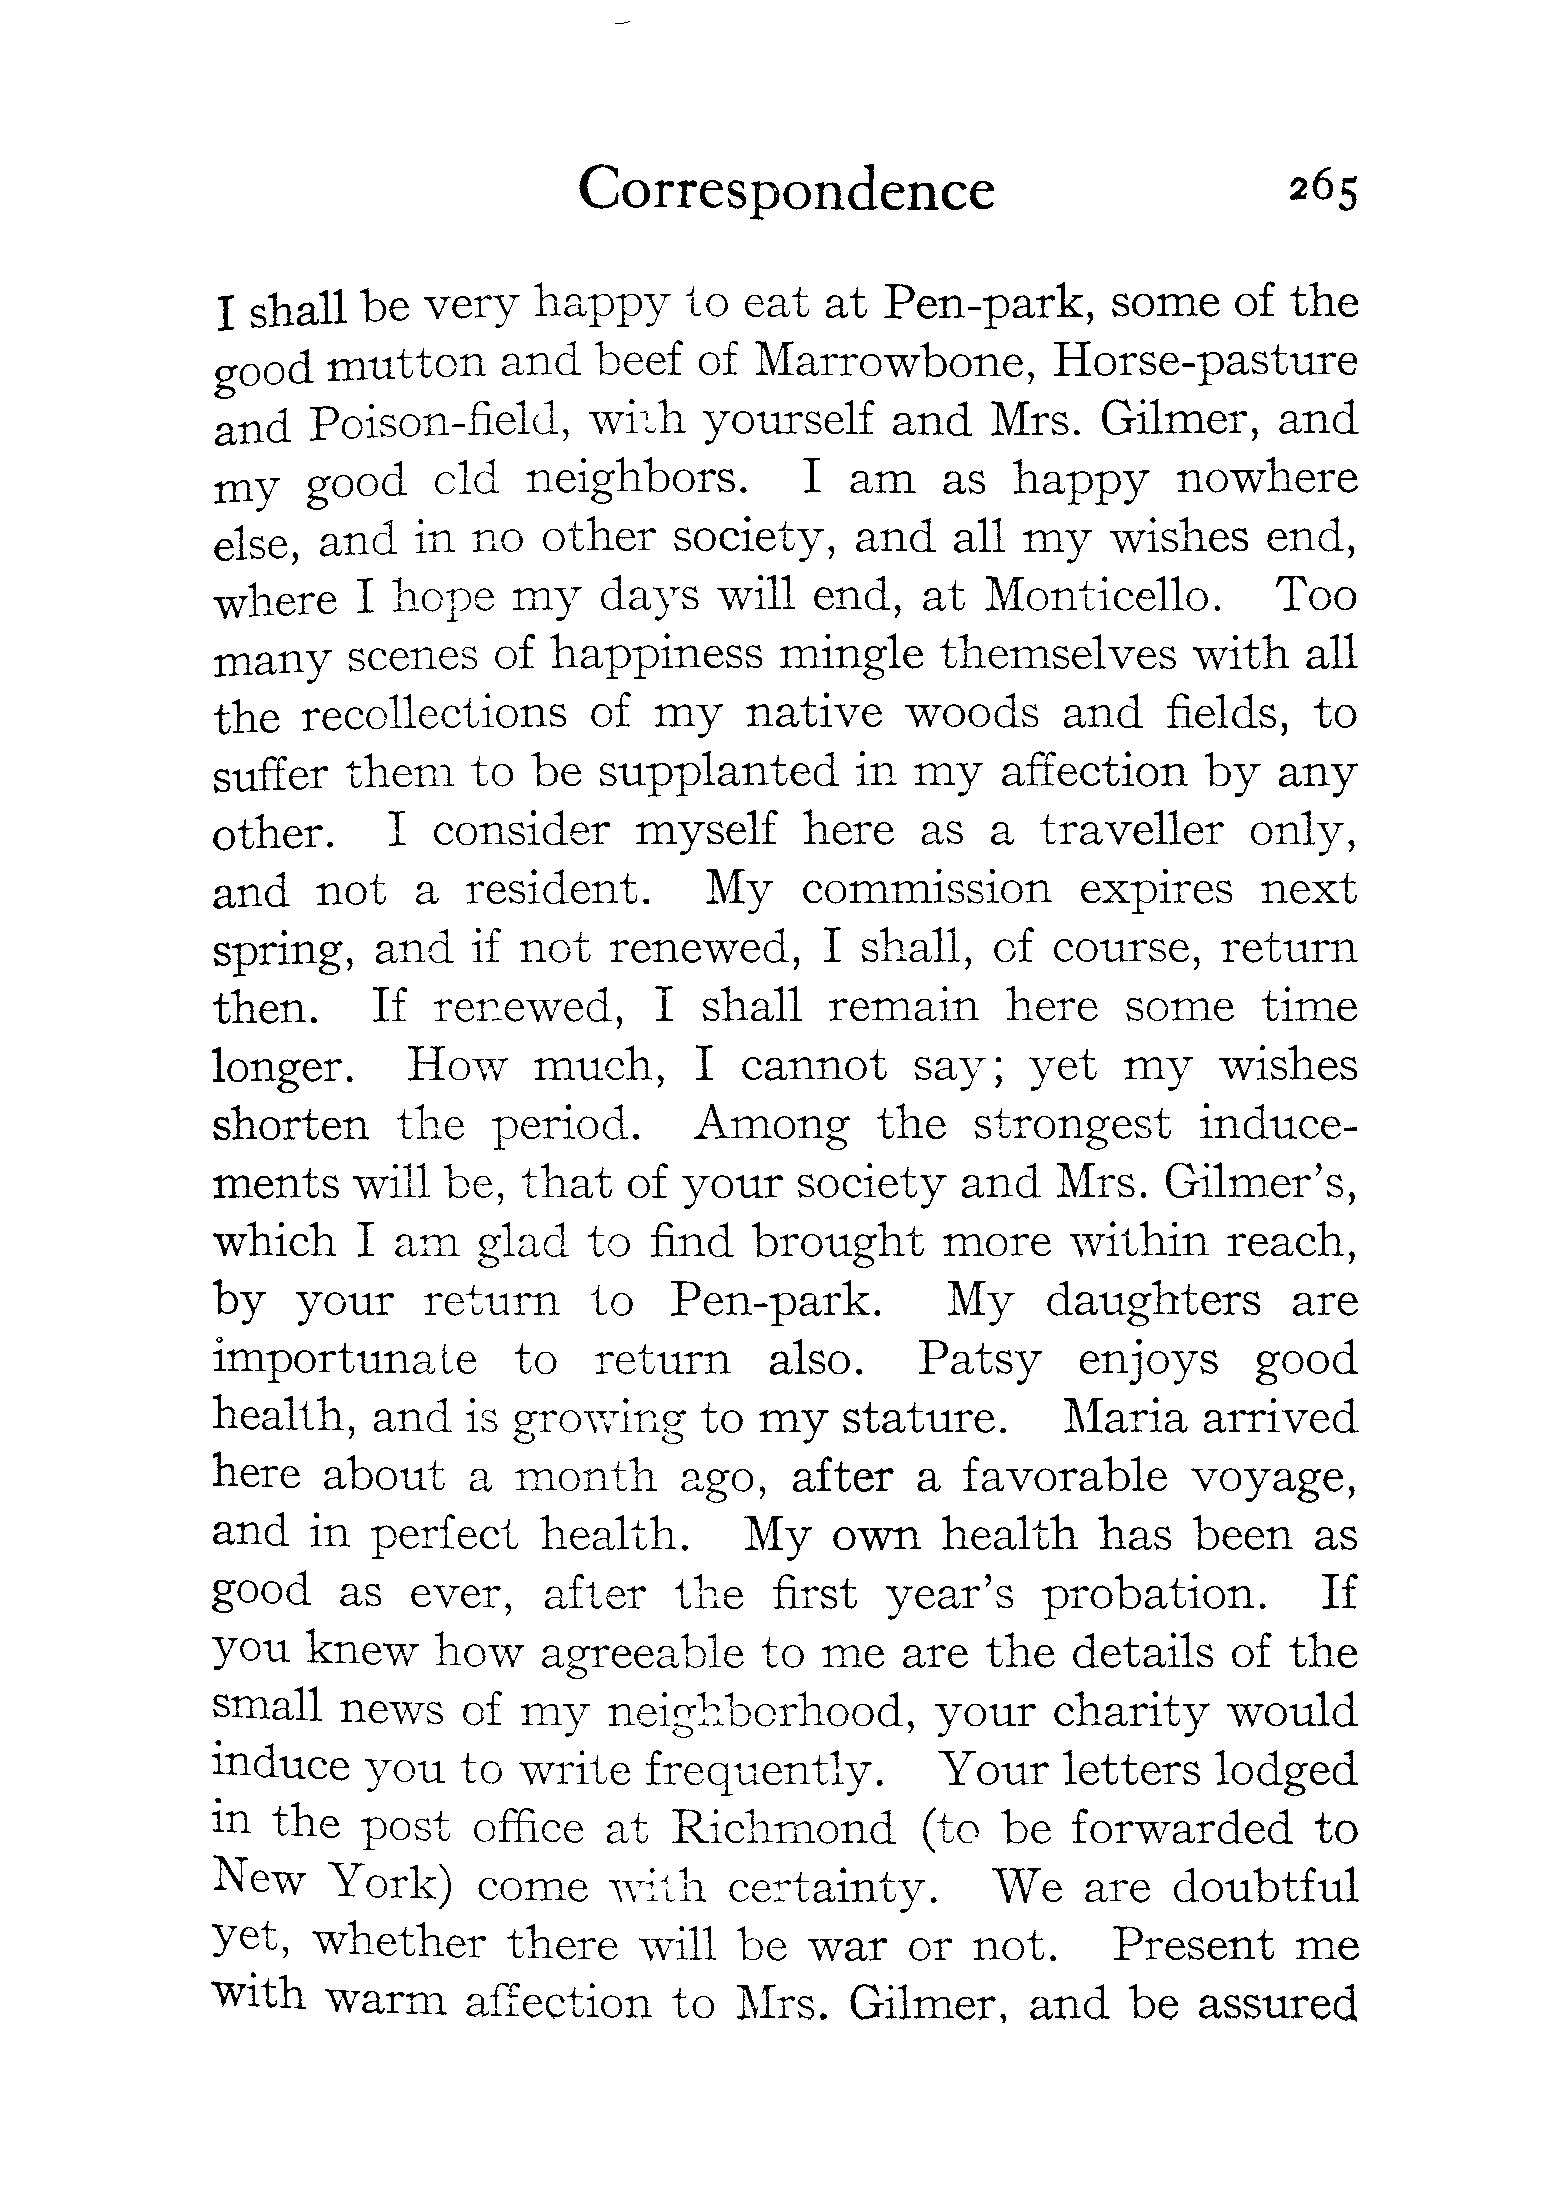 Correspondence 265
I shall be very happy to eat at Pen-park, some of the
good mutton and beef of Marrowbone, Horse-pasture
and Poison-field, with yourself and Mrs. Gilmer, and
my good old neighbors. I am as happy nowhere
else, and in no other society, and all my wishes end,
where I hope my days will end, at Monticello. Too
many scenes of happiness mingle themselves with all
the recollections of my native woods and fields, to
suffer them to be supplanted in my affection by any
other. I consider myself here as a traveller only,
and not a resident. My commission expires next
spring, and if not renewed, I shall, of course, return
then. If renewed, I shall remain here some time
longer. How much, I cannot say; yet my wishes
shorten the period. Among the strongest induce-
ments will be, that of your society and Mrs. Gilmer's,
which I am glad to find brought more within reach,
by your return to Pen-park. My daughters are
importunate to return also. Patsy enjoys good
health, and is growing to my stature. Maria arrived
here about a month ago, after a favorable voyage,
and in perfect health. My own health has been as
good as ever, after the first year's probation. If
you knew how agreeable to me are the details of the
small news of my neighborhood, your charity would
induce you to write frequently. Your letters lodged
in the post office at Richmond (to be forwarded to
New York) come with certainty. We are doubtful
yet, whether there will be war or not. Present me
with warm affection to Mrs. Gilmer, and be assured